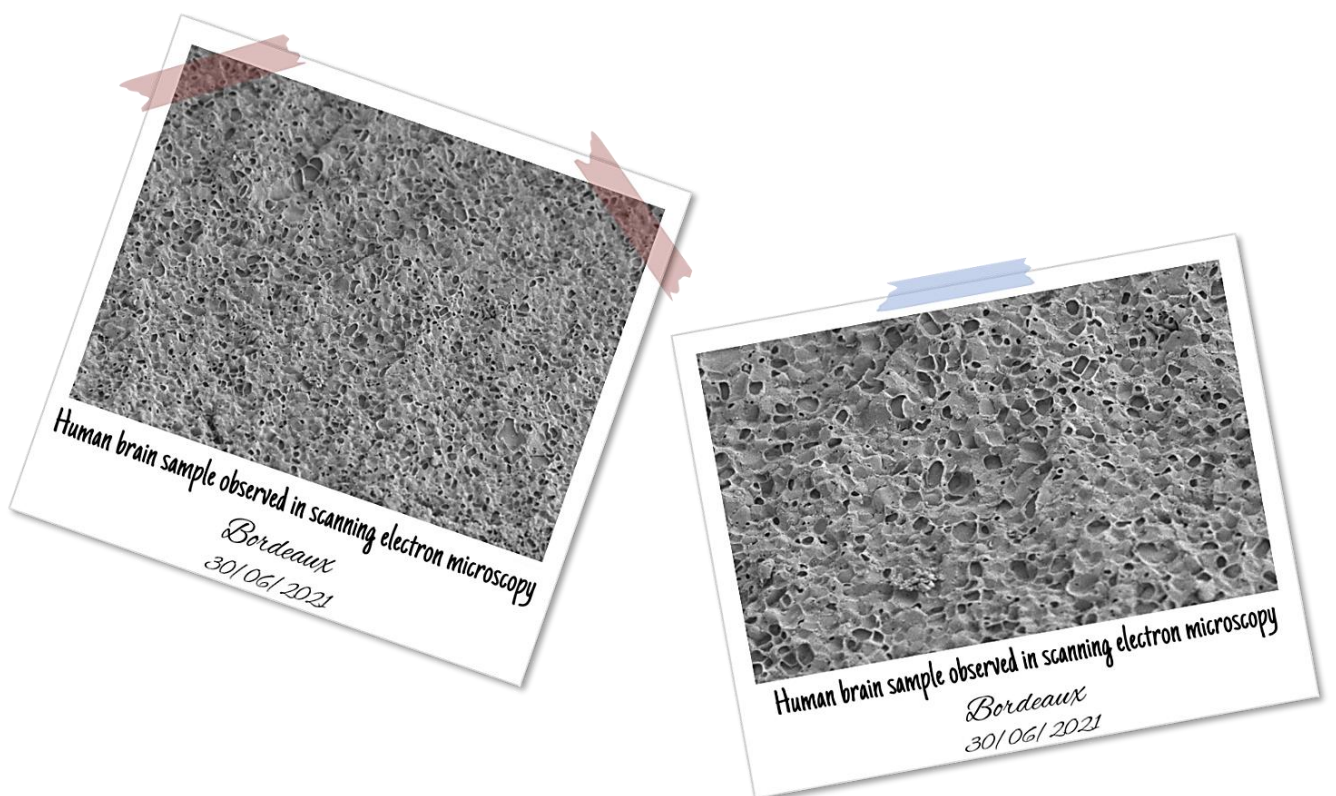 Human brain sample observed in scanning electron microscopy
Bordeaux
30/06/2021
Human brain sample observed in scanning electron microscopy
Bordeaux
30/06/2021